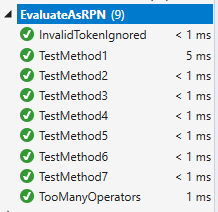 EvaluateAsRPN (9)
InvalidTokenIgnored < 1 ms
TestMethod1 5 ms
TestMethod2 < 1 ms
TestMethod3 < 1 ms
TestMethod4 < 1 ms
TestMethod5 < 1 ms
TestMethod6 < 1 ms
TestMethod7 < 1 ms
TooManyOperators 1 ms